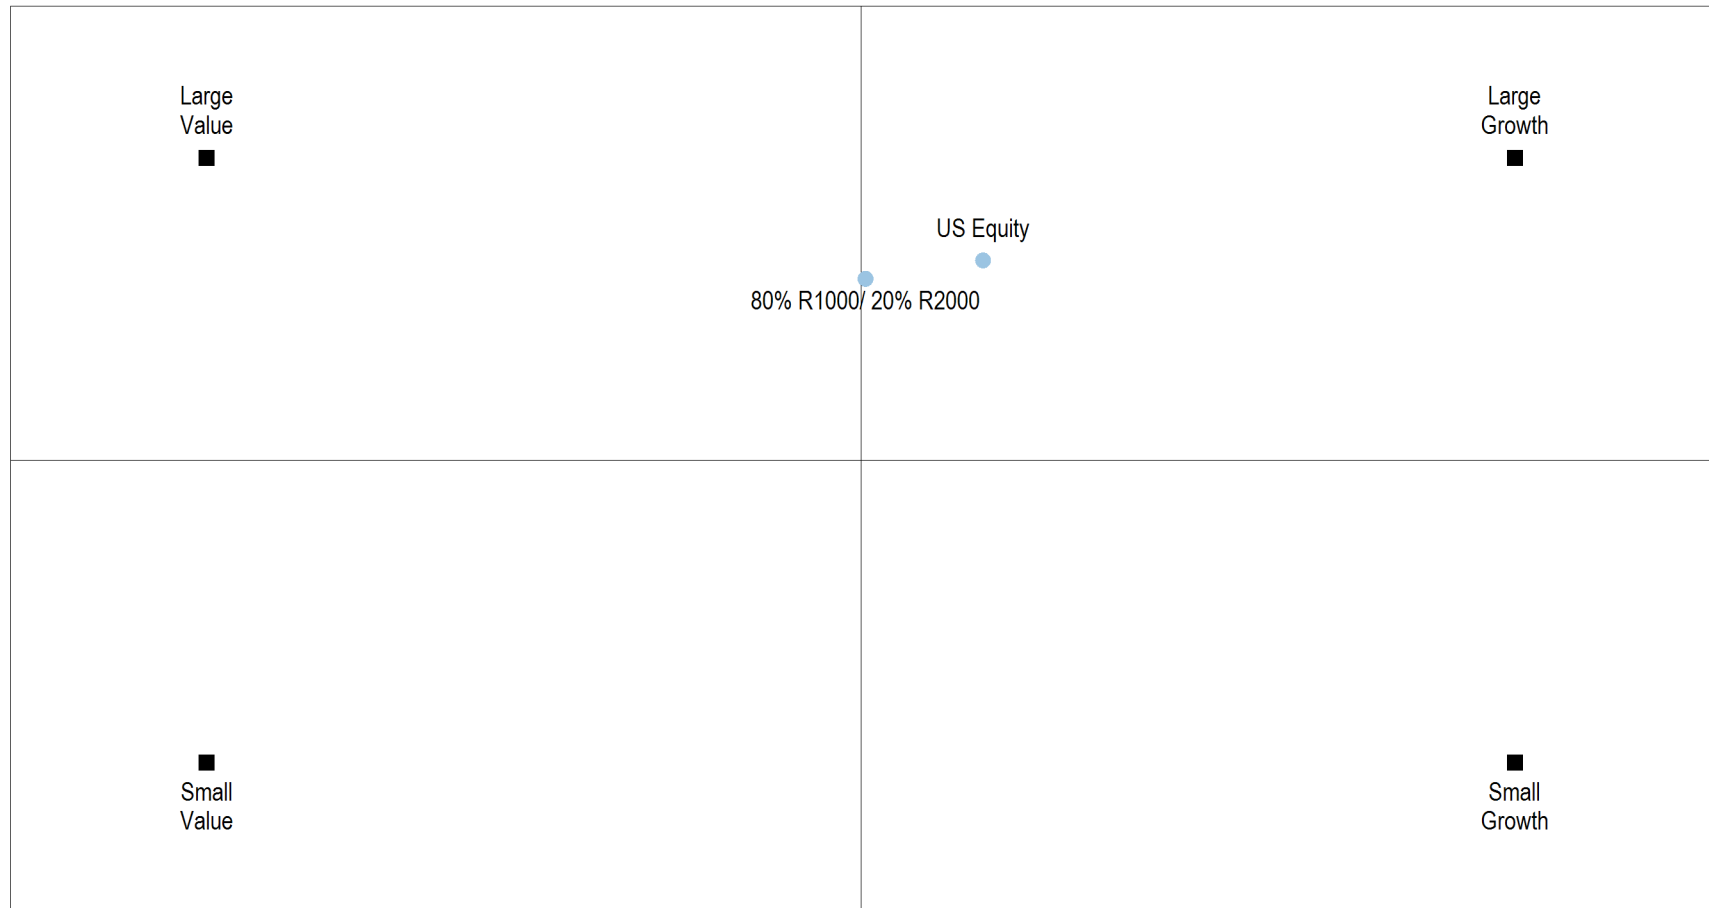 Large
Value
Large
Growth
US Equity
80% R1000/ 20% R2000
Small
Value
Small
Growth